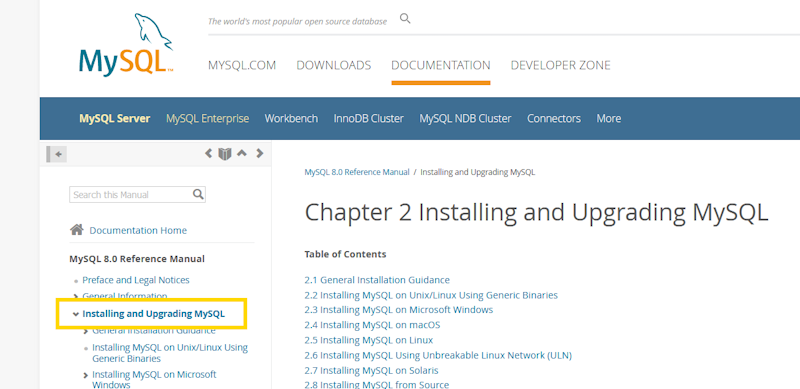 The world's most popular open source database
MySQL
MYSQL.COM DOWNLOADS DOCUMENTATION DEVELOPER ZONE
MySQL Server MySQL Enterprise Workbench InnoDB Cluster MySQL NDB Cluster Connectors More
MySQL 8.0 Reference Manual / Installing and Upgrading MySQL
Search this Manual
Chapter 2 Installing and Upgrading MySQL
Documentation Home
Table of Contents
MySQL 8.0 Reference Manual
Preface and Legal Notices
General Information
Installing and Upgrading MySQL
General Installation Guidance
Installing MySQL on Unix/Linux Using
Generic Binaries
Installing MySQL on Microsoft
Windows
2.1 General Installation Guidance
2.2 Installing MySQL on Unix/Linux Using Generic Binaries
2.3 Installing MySQL on Microsoft Windows
2.4 Installing MySQL on macOS
2.5 Installing MySQL on Linux
2.6 Installing MySQL Using Unbreakable Linux Network (ULN)
2.7 Installing MySQL on Solaris
2.8 Installing MySQL from Source